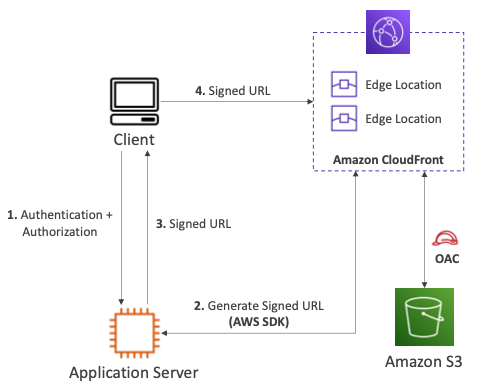 4. Signed URL
Edge Location
Edge Location
Client
Amazon CloudFront
1. Authentication +
Authorization
3. Signed URL
OAC
2. Generate Signed URL
(AWS SDK)
Application Server
Amazon S3